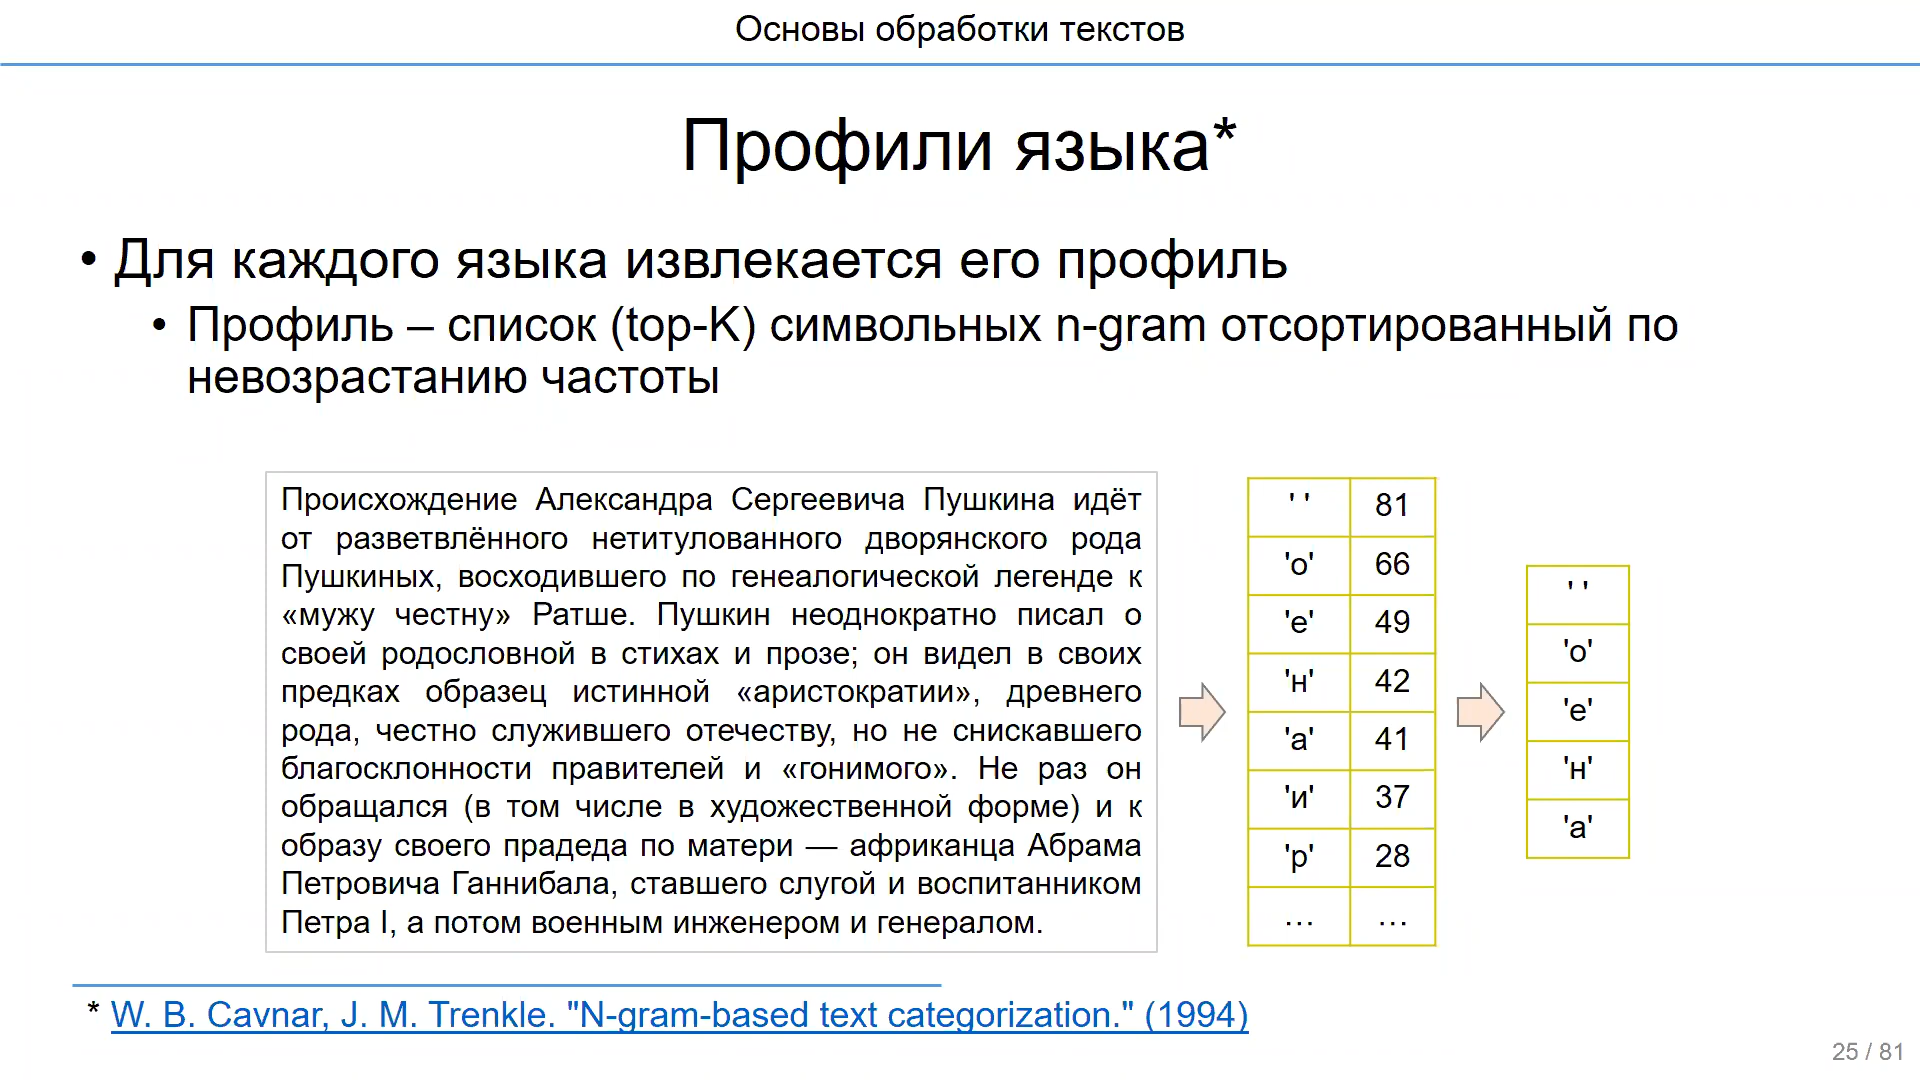 Основы обработки текстов
Профили языка*
• Для каждого языка извлекается его профиль
• Профиль – список (top-K) символьных n-gram отсортированный по
невозрастанию частоты
Происхождение Александра Сергеевича Пушкина идёт
от разветвлённого нетитулованного дворянского рода
Пушкиных, восходившего по генеалогической легенде к
«мужу честну» Ратше. Пушкин неоднократно писал о
своей родословной в стихах и прозе; он видел в своих
предках образец истинной «аристократии», древнего
рода, честно служившего отечеству, но не снискавшего
благосклонности правителей и «гонимого». Не раз он
обращался (в том числе в художественной форме) и к
образу своего прадеда по матери — африканца Абрама
Петровича Ганнибала, ставшего слугой и воспитанником
Петра I, а потом военным инженером и генералом.
' ' 81
'о' 66
'е' 49
'н' 42
'а' 41
'и' 37
'р' 28
… …
' '
'о'
'е'
'н'
'а'
* W. B. Cavnar, J. M. Trenkle. "N-gram-based text categorization." (1994)
25 / 81